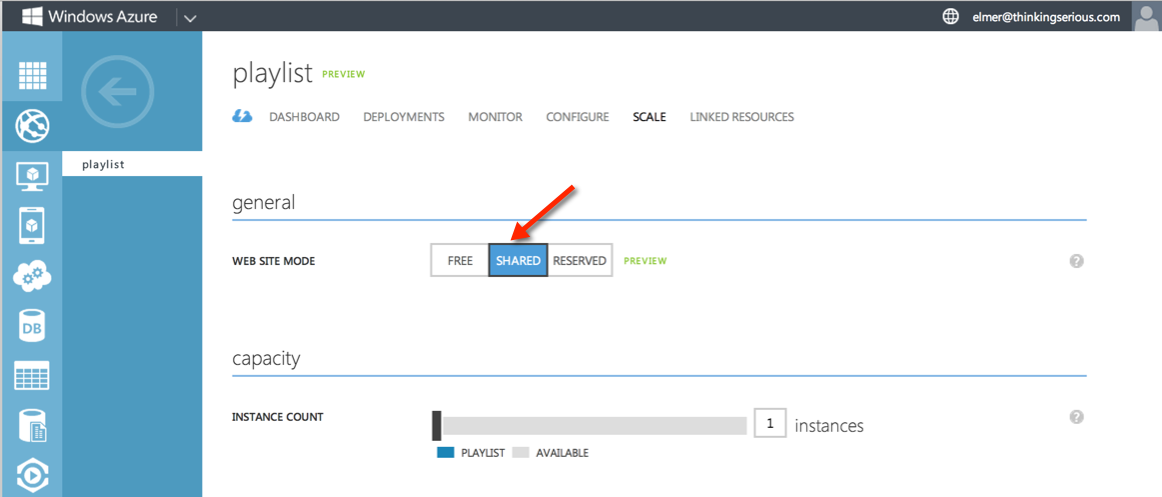 Windows Azure
elmer@thinkingserious.com
playlist PREVIEW
DASHBOARD DEPLOYMENTS MONITOR CONFIGURE SCALE LINKED RESOURCES
playlist
general
WEB SITE MODE FREE SHARED RESERVED PREVIEW ?
capacity
INSTANCE COUNT 1 instances ?
PLAYLIST AVAILABLE
DB